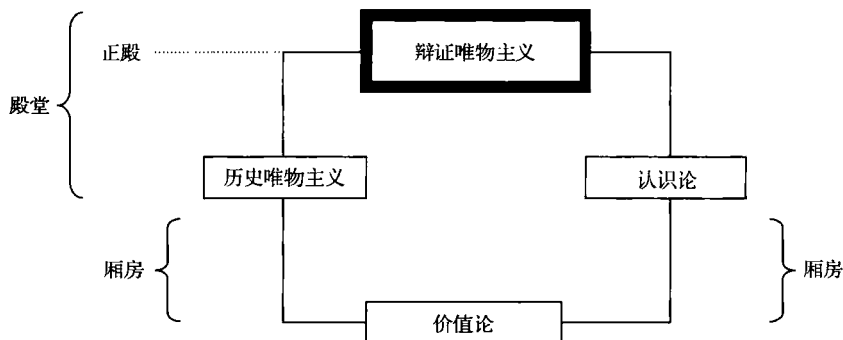 正殿
辩证唯物主义
殿堂
历史唯物主义
认识论
厢房
厢房
价值论